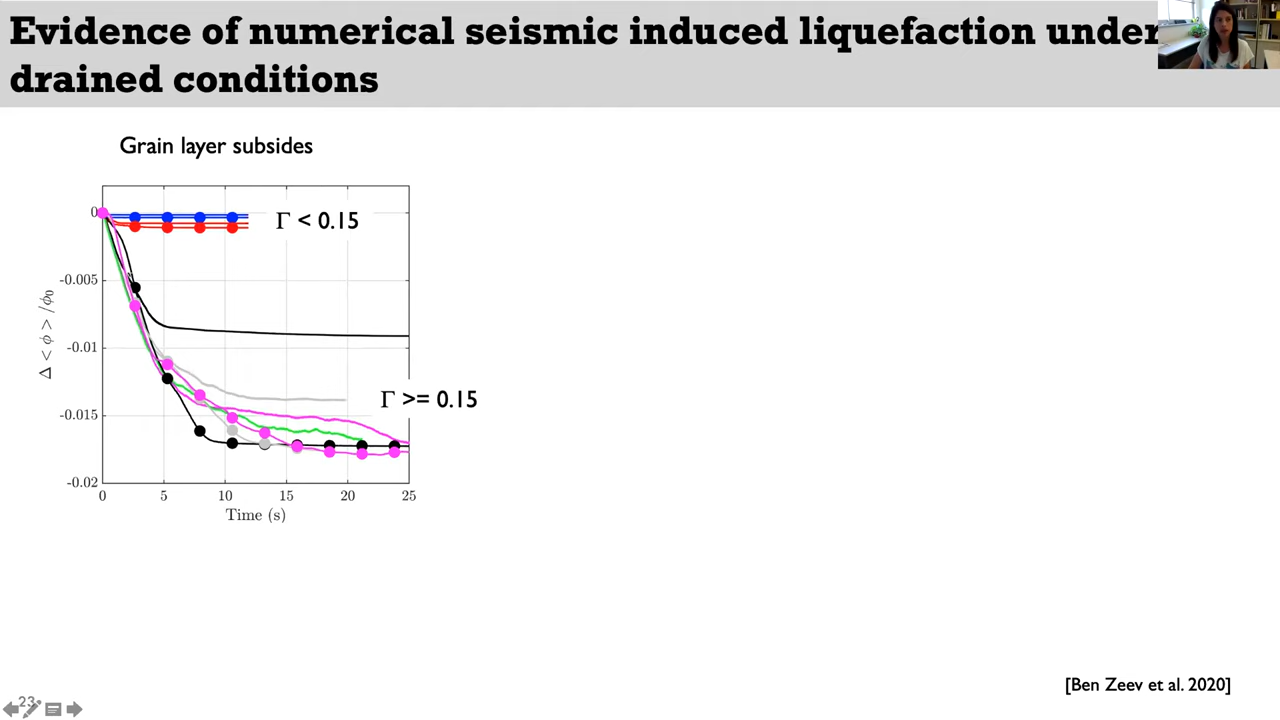 Evidence of numerical seismic induced liquefaction under
drained conditions
Grain layer subsides
0
-0.005
-0.01
-0.015
-0.02
Δ < ϕ > /ϕ₀
Γ < 0.15
Γ >= 0.15
0 5 10 15 20 25
Time (s)
[Ben Zeev et al. 2020]
23